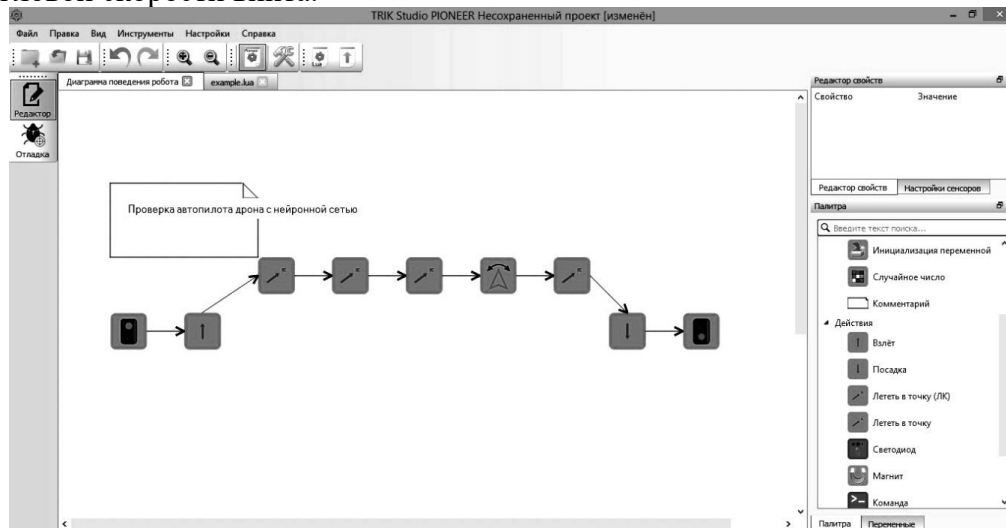 TRIK Studio PIONEER Несохраненный проект [изменён]
Файл Правка Вид Инструменты Настройки Справка
Lua
Диаграмма поведения робота example.lua
Редактор
Отладка
Проверка автопилота дрона с нейронной сетью
Редактор свойств
Свойство Значение
Редактор свойств Настройки сенсоров
Палитра
Введите текст поиска...
Инициализация переменной
Случайное число
Комментарий
Действия
Взлёт
Посадка
Лететь в точку (ЛК)
Лететь в точку
Светодиод
Магнит
Команда
Палитра Переменные